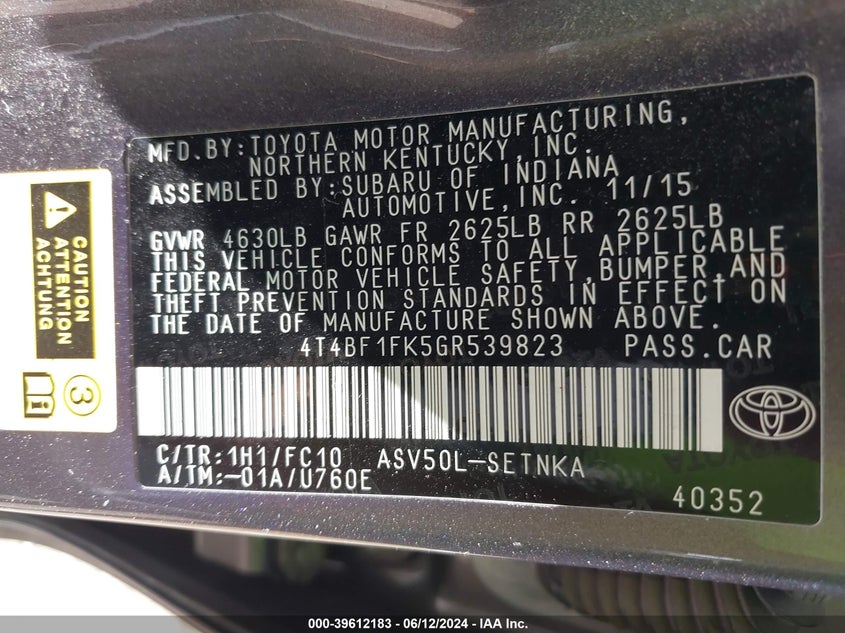 MFD.BY:TOYOTA MOTOR MANUFACTURING,
NORTHERN KENTUCKY,INC.
ASSEMBLED BY:SUBARU OF INDIANA
AUTOMOTIVE,INC. 11/15
GVWR 4630LB GAWR FR 2625LB RR 2625LB
THIS VEHICLE CONFORMS TO ALL APPLICABLE
FEDERAL MOTOR VEHICLE SAFETY,BUMPER,AND
THEFT PREVENTION STANDARDS IN EFFECT ON
THE DATE OF MANUFACTURE SHOWN ABOVE.
4T4BF1FK5GR539823 PASS.CAR
C/TR:1H1/FC10 ASV50L-SETNKA
A/TM:-01A/U760E
40352
CAUTION
ATTENTION
ACHTUNG
3
000-39612183 - 06/12/2024 - IAA Inc.